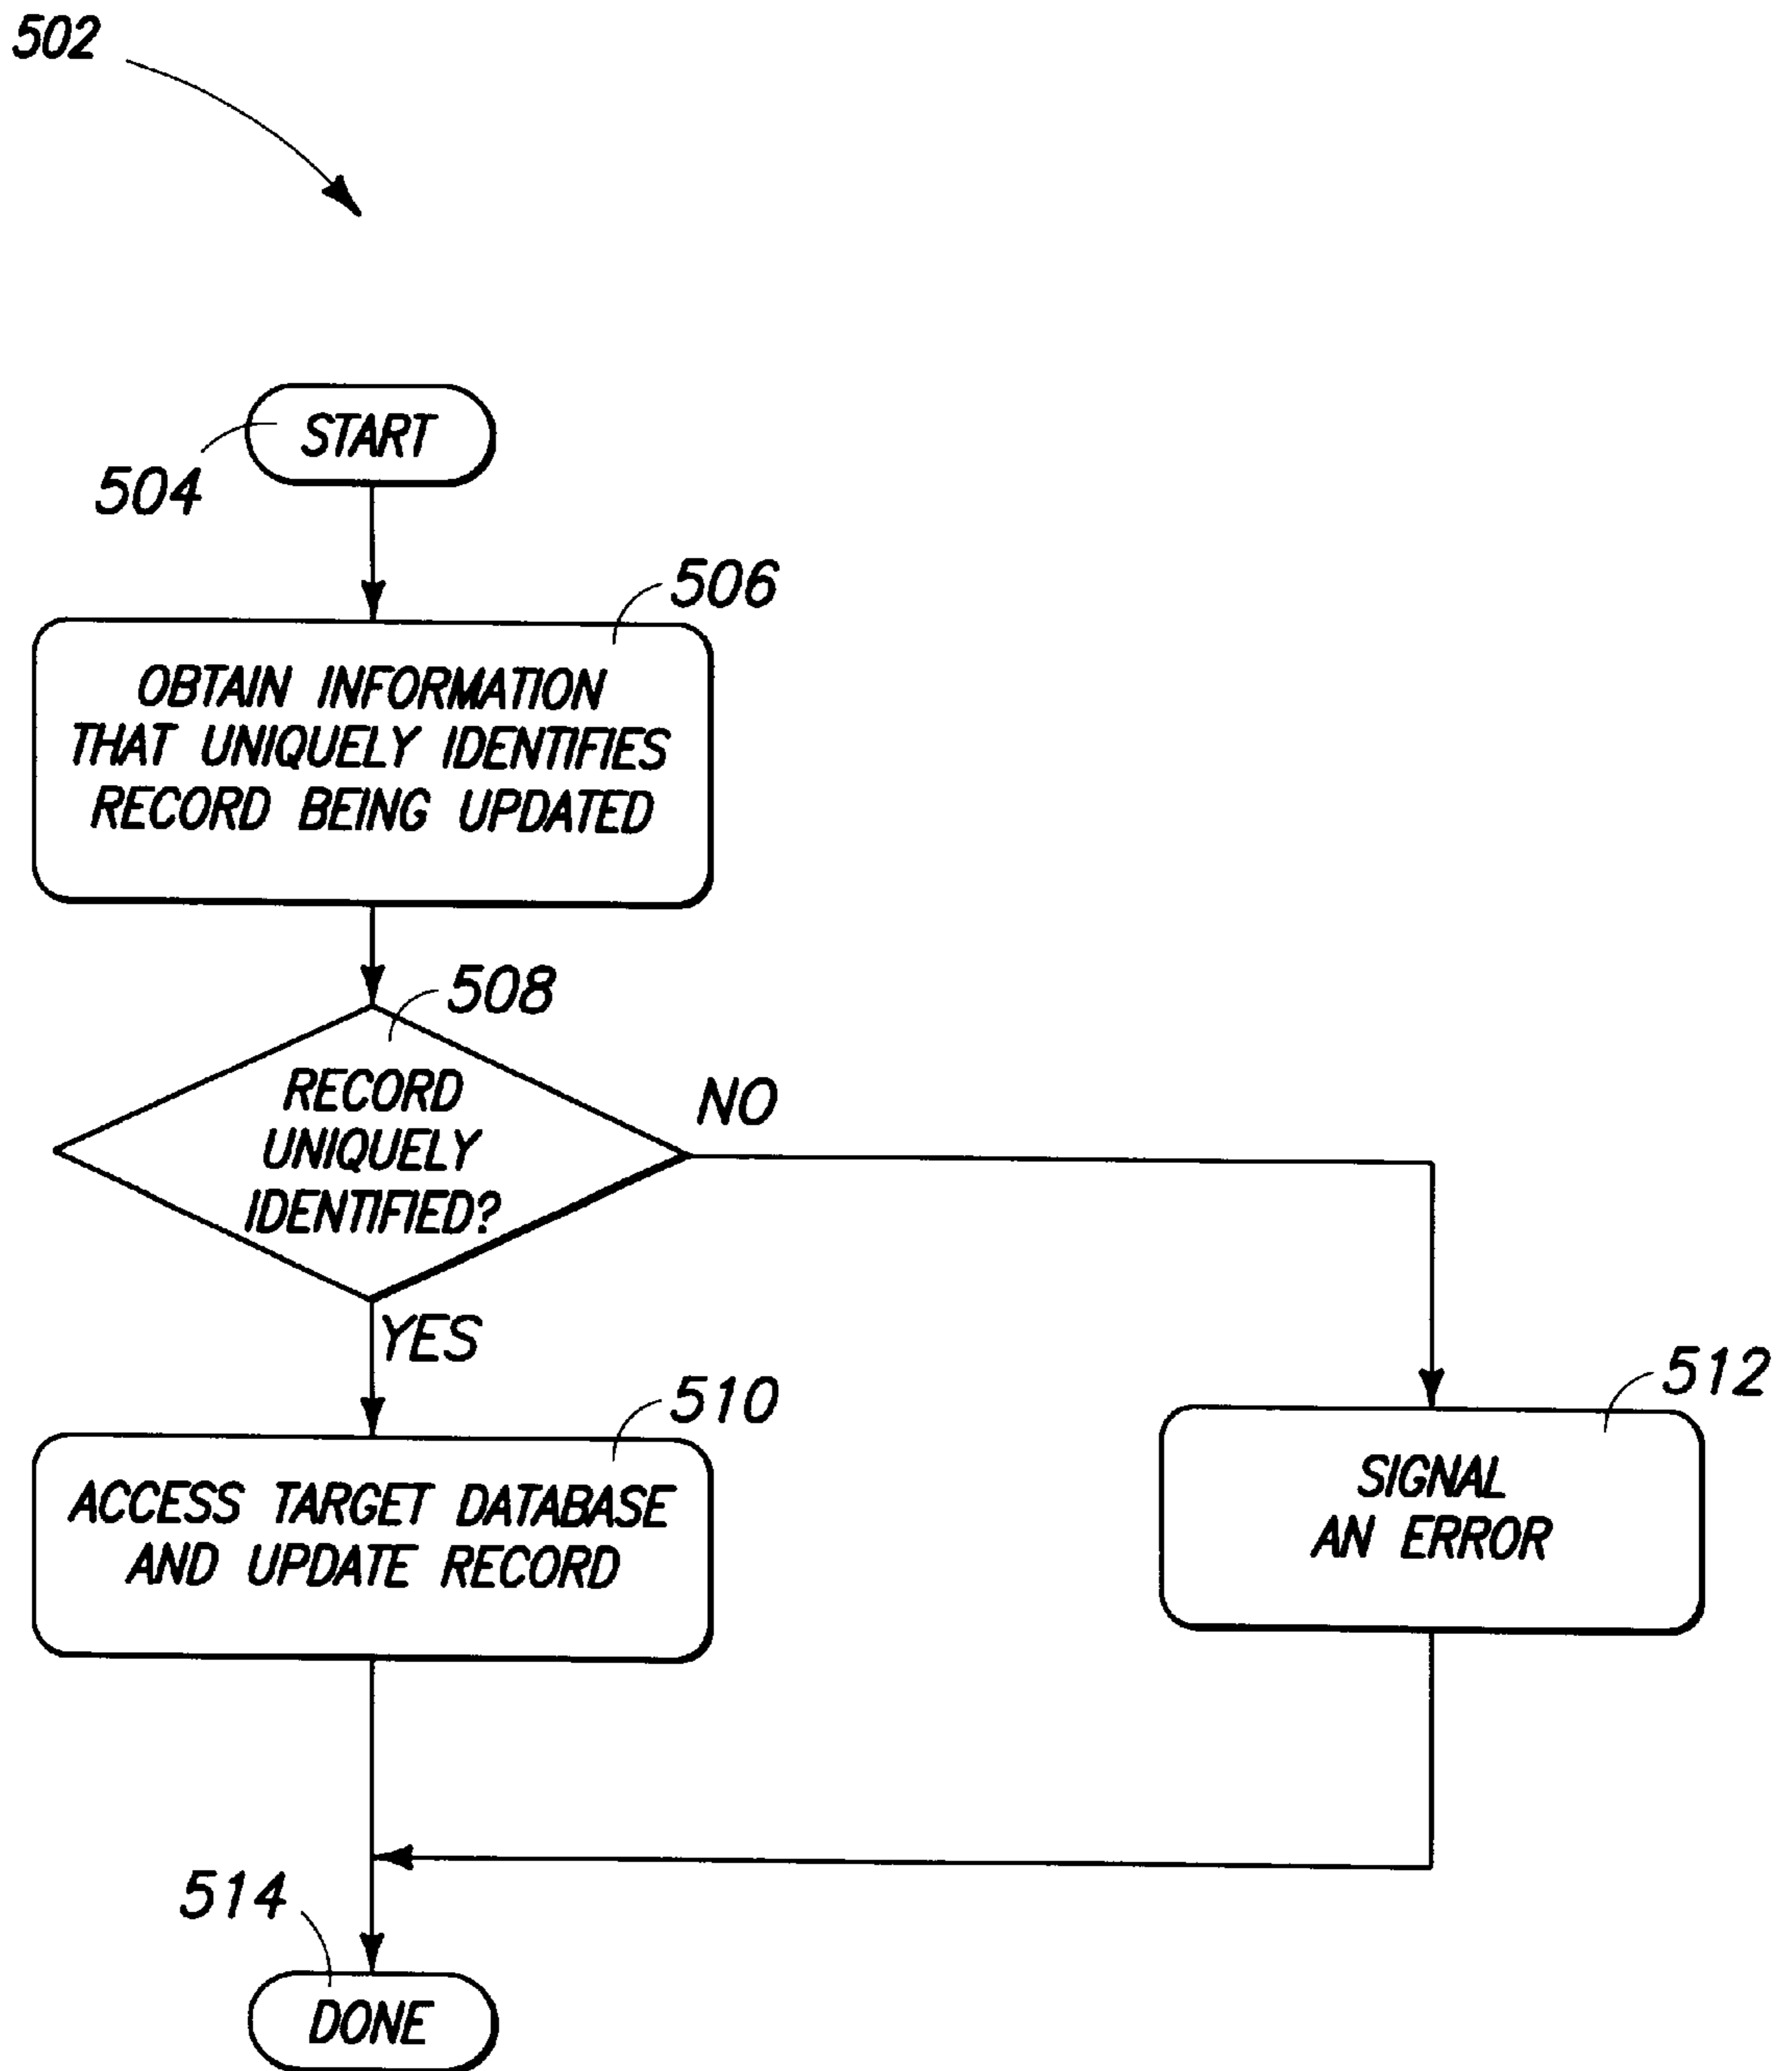 502
START
504
506
OBTAIN INFORMATION
THAT UNIQUELY IDENTIFIES
RECORD BEING UPDATED
508
RECORD
UNIQUELY
IDENTIFIED?
NO
YES
510
ACCESS TARGET DATABASE
AND UPDATE RECORD
512
SIGNAL
AN ERROR
514
DONE